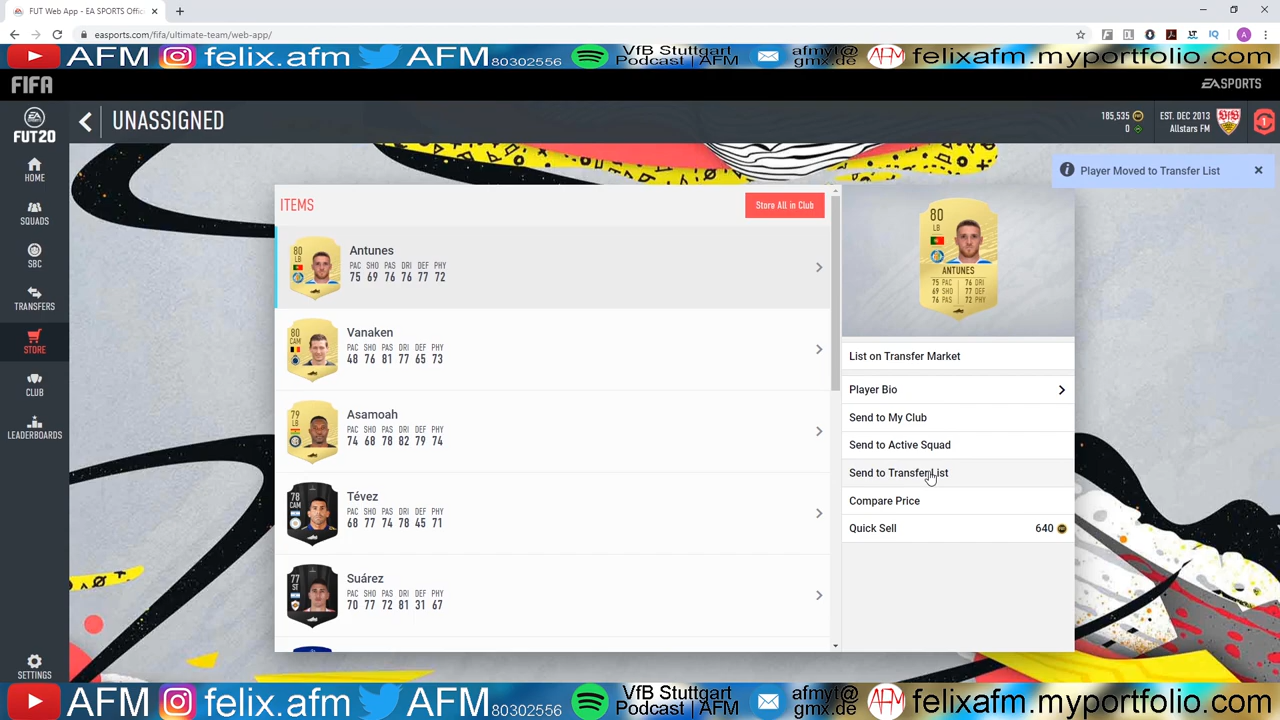 FUT Web App - EA SPORTS Offici
easports.com/fifa/ultimate-team/web-app/
AFM felix.afm AFM 80302556 VfB Stuttgart Podcast | AFM afmyt@ gmx.de AFM felixafm.myportfolio.com
FIFA
EA SPORTS
EA SPORTS
FUT20
UNASSIGNED
185,535
0
EST. DEC 2013
Allstars FM
1
Player Moved to Transfer List
HOME
SQUADS
SBC
TRANSFERS
STORE
CLUB
LEADERBOARDS
SETTINGS
ITEMS
Store All in Club
80
LB
Antunes
PAC SHO PAS DRI DEF PHY
75 69 76 76 77 72
80
CAM
Vanaken
PAC SHO PAS DRI DEF PHY
48 76 81 77 65 73
79
LB
Asamoah
PAC SHO PAS DRI DEF PHY
74 68 78 82 79 74
78
CAM
Tévez
PAC SHO PAS DRI DEF PHY
68 77 74 78 45 71
77
ST
Suárez
PAC SHO PAS DRI DEF PHY
70 77 72 81 31 67
80
LB
ANTUNES
75 PAC 76 DRI
69 SHO 77 DEF
76 PAS 72 PHY
List on Transfer Market
Player Bio
Send to My Club
Send to Active Squad
Send to Transfer List
Compare Price
Quick Sell 640
AFM felix.afm AFM 80302556 VfB Stuttgart Podcast | AFM afmyt@ gmx.de AFM felixafm.myportfolio.com